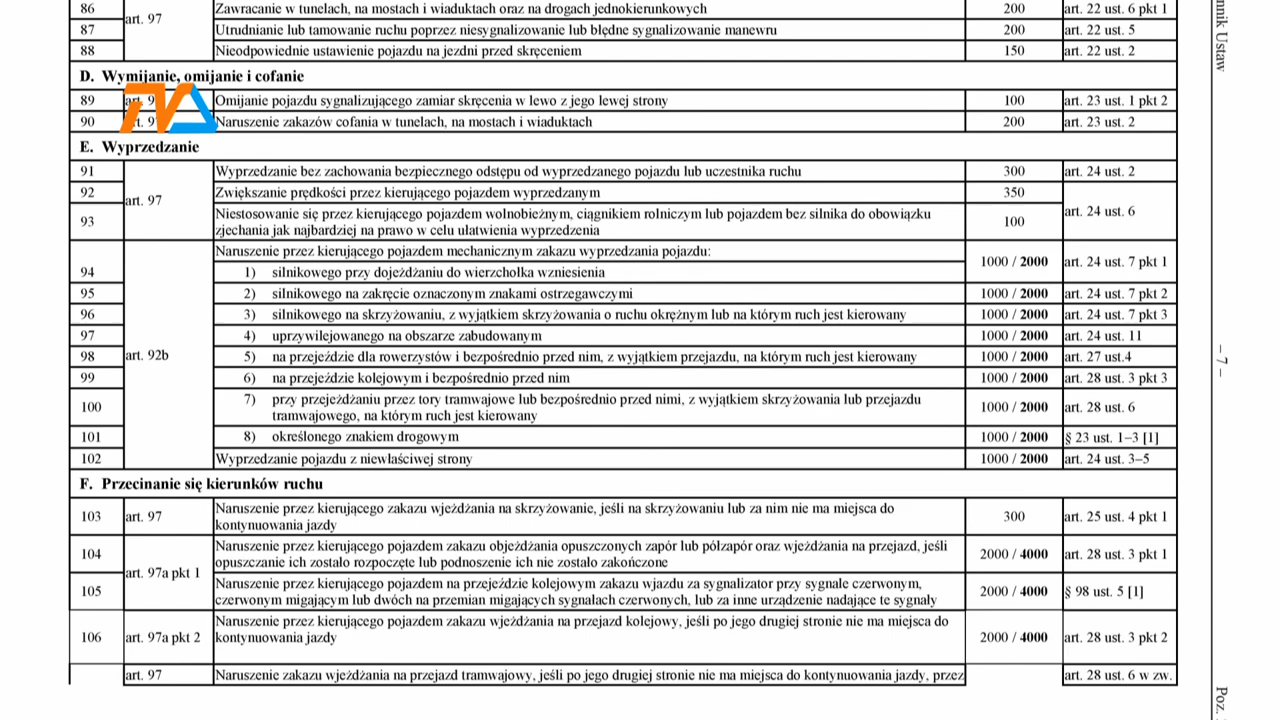 86 Zawracanie w tunelach, na mostach i wiaduktach oraz na drogach jednokierunkowych 200 art. 22 ust. 6 pkt 1
art. 97
87 Utrudnianie lub tamowanie ruchu poprzez niesygnalizowanie lub błędne sygnalizowanie manewru 200 art. 22 ust. 5
88 Nieodpowiednie ustawienie pojazdu na jezdni przed skręceniem 150 art. 22 ust. 2
D. Wymijanie, omijanie i cofanie
89 Omijanie pojazdu sygnalizującego zamiar skręcenia w lewo z jego lewej strony 100 art. 23 ust. 1 pkt 2
90 Naruszenie zakazów cofania w tunelach, na mostach i wiaduktach 200 art. 23 ust. 2
E. Wyprzedzanie
91 Wyprzedzanie bez zachowania bezpiecznego odstępu od wyprzedzanego pojazdu lub uczestnika ruchu 300 art. 24 ust. 2
92 Zwiększanie prędkości przez kierującego pojazdem wyprzedzanym 350
art. 97
93 Niestosowanie się przez kierującego pojazdem wolnobieżnym, ciągnikiem rolniczym lub pojazdem bez silnika do obowiązku
zjechania jak najbardziej na prawo w celu ułatwienia wyprzedzenia 100 art. 24 ust. 6
Naruszenie przez kierującego pojazdem mechanicznym zakazu wyprzedzania pojazdu:
94 1) silnikowego przy dojeżdżaniu do wierzchołka wzniesienia 1000 / 2000 art. 24 ust. 7 pkt 1
95 2) silnikowego na zakręcie oznaczonym znakami ostrzegawczymi 1000 / 2000 art. 24 ust. 7 pkt 2
96 3) silnikowego na skrzyżowaniu, z wyjątkiem skrzyżowania o ruchu okrężnym lub na którym ruch jest kierowany 1000 / 2000 art. 24 ust. 7 pkt 3
97 4) uprzywilejowanego na obszarze zabudowanym 1000 / 2000 art. 24 ust. 11
98 art. 92b 5) na przejeździe dla rowerzystów i bezpośrednio przed nim, z wyjątkiem przejazdu, na którym ruch jest kierowany 1000 / 2000 art. 27 ust.4
99 6) na przejeździe kolejowym i bezpośrednio przed nim 1000 / 2000 art. 28 ust. 3 pkt 3
100 7) przy przejeżdżaniu przez tory tramwajowe lub bezpośrednio przed nimi, z wyjątkiem skrzyżowania lub przejazdu
tramwajowego, na którym ruch jest kierowany 1000 / 2000 art. 28 ust. 6
101 8) określonego znakiem drogowym 1000 / 2000 § 23 ust. 1–3 [1]
102 Wyprzedzanie pojazdu z niewłaściwej strony 1000 / 2000 art. 24 ust. 3–5
F. Przecinanie się kierunków ruchu
103 art. 97 Naruszenie przez kierującego zakazu wjeżdżania na skrzyżowanie, jeśli na skrzyżowaniu lub za nim nie ma miejsca do
kontynuowania jazdy 300 art. 25 ust. 4 pkt 1
104 Naruszenie przez kierującego pojazdem zakazu objeżdżania opuszczonych zapór lub półzapór oraz wjeżdżania na przejazd, jeśli
opuszczanie ich zostało rozpoczęte lub podnoszenie ich nie zostało zakończone 2000 / 4000 art. 28 ust. 3 pkt 1
art. 97a pkt 1
105 Naruszenie przez kierującego pojazdem na przejeździe kolejowym zakazu wjazdu za sygnalizator przy sygnale czerwonym,
czerwonym migającym lub dwóch na przemian migających sygnałach czerwonych, lub za inne urządzenie nadające te sygnały 2000 / 4000 § 98 ust. 5 [1]
106 art. 97a pkt 2 Naruszenie przez kierującego pojazdem zakazu wjeżdżania na przejazd kolejowy, jeśli po jego drugiej stronie nie ma miejsca do
kontynuowania jazdy 2000 / 4000 art. 28 ust. 3 pkt 2
art. 97 Naruszenie zakazu wjeżdżania na przejazd tramwajowy, jeśli po jego drugiej stronie nie ma miejsca do kontynuowania jazdy, przez art. 28 ust. 6 w zw.
nnik Ustaw
– 7 –
Poz.